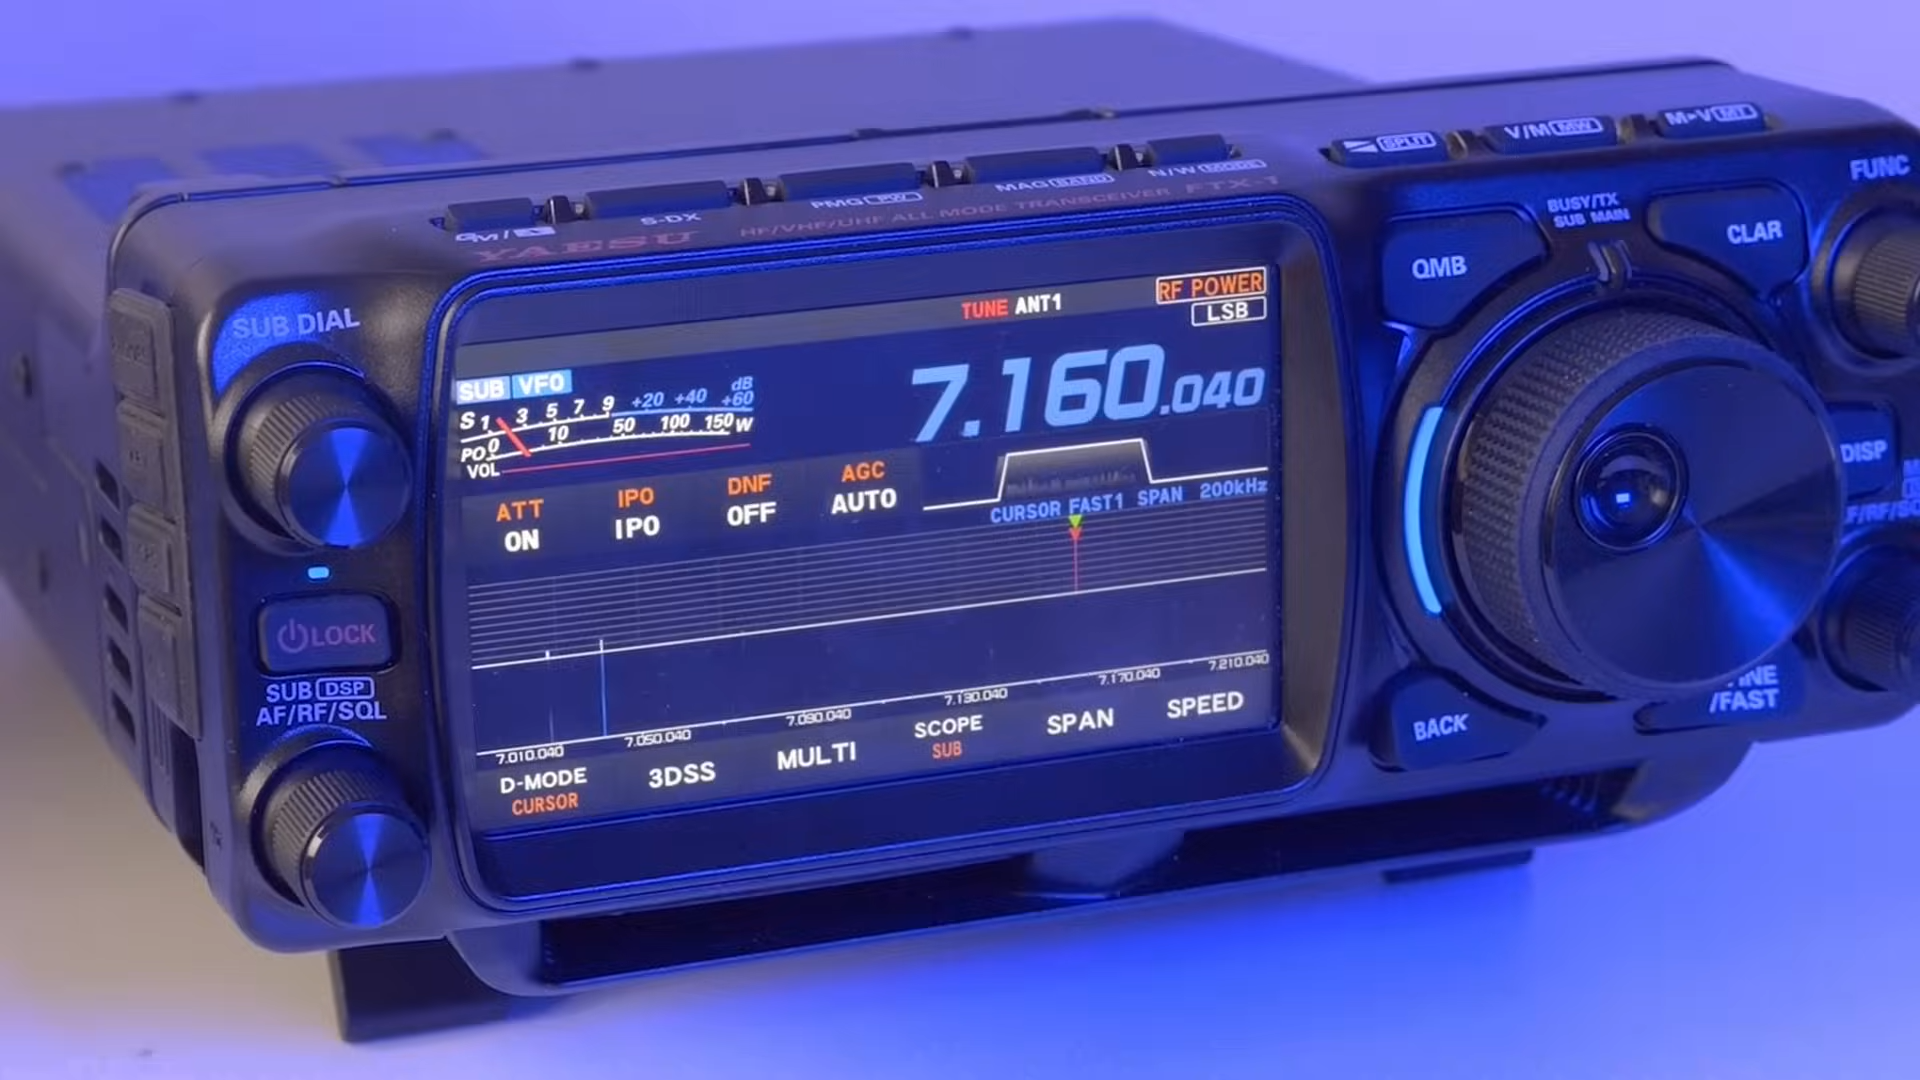 SPLIT V/M MW M▸V MT
S-DX PMG PW MAG BAND N/W MODE
YAESU HF/VHF/UHF ALL MODE TRANSCEIVER FTX-1
FUNC
BUSY/TX
SUB MAIN
QMB
CLAR
SUB DIAL
TUNE ANT1
RF POWER
LSB
SUB VFO
7.160.040
dB
S 1 3 5 7 9 +20 +40 +60
PO 0 10 50 100 150 W
VOL
ATT IPO DNF AGC
ON IPO OFF AUTO
CURSOR FAST1 SPAN 200kHz
DISP
LOCK
SUB DSP
AF/RF/SQL
7.010.040 7.050.040 7.090.040 7.130.040 7.170.040 7.210.040
D-MODE 3DSS MULTI SCOPE SPAN SPEED
CURSOR SUB
BACK
/FAST